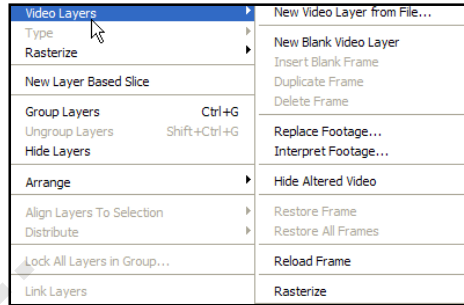 Video Layers
Type
Rasterize
New Layer Based Slice
Group Layers Ctrl+G
Ungroup Layers Shift+Ctrl+G
Hide Layers
Arrange
Align Layers To Selection
Distribute
Lock All Layers in Group...
Link Layers
New Video Layer from File...
New Blank Video Layer
Insert Blank Frame
Duplicate Frame
Delete Frame
Replace Footage...
Interpret Footage...
Hide Altered Video
Restore Frame
Restore All Frames
Reload Frame
Rasterize